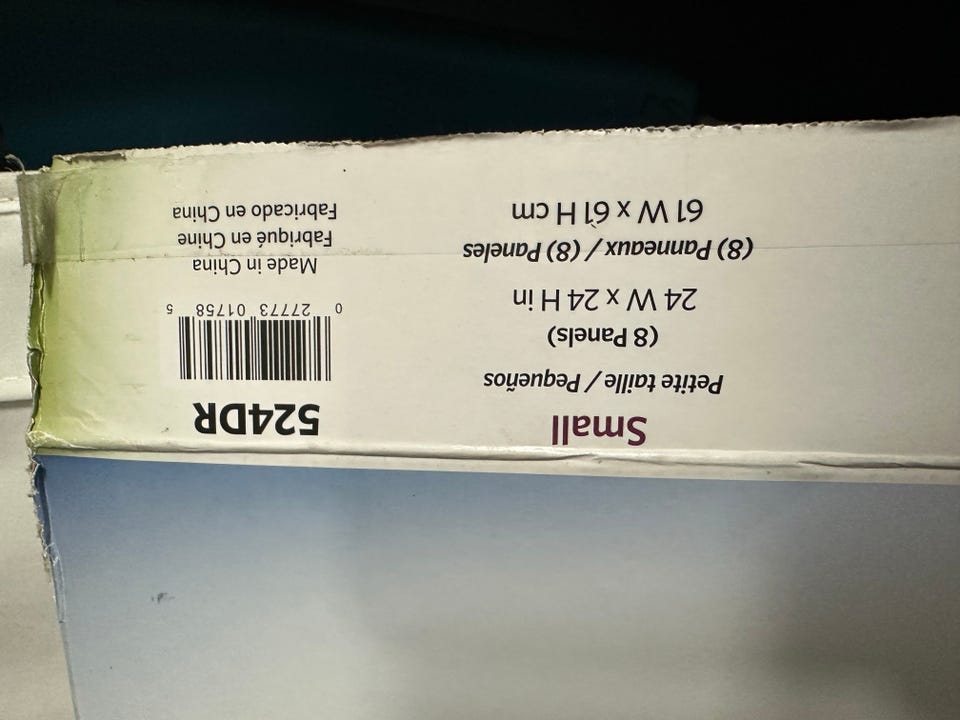 Small
Petite taille / Pequeños
(8 Panels)
24 W x 24 H in
(8) Panneaux / (8) Paneles
61 W x 61 H cm
524DR
0 27773 01758 5
Made in China
Fabriqué en Chine
Fabricado en China